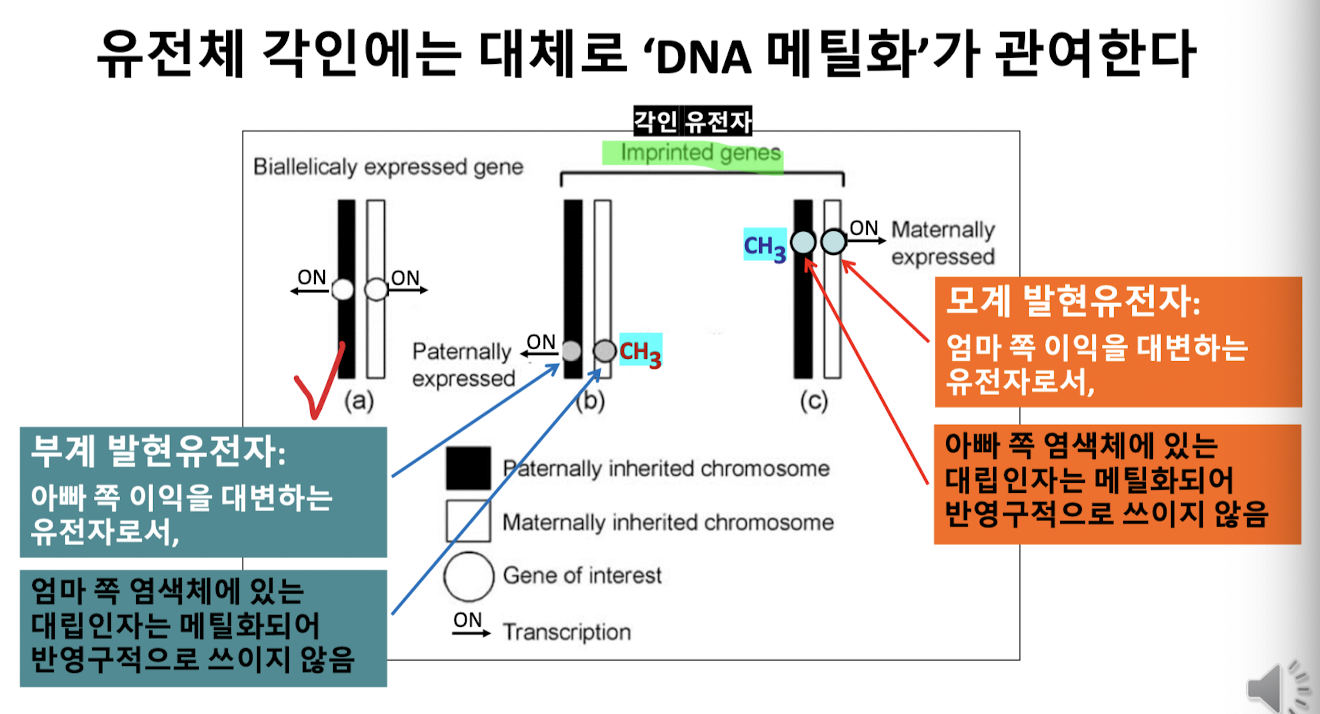 유전체 각인에는 대체로 ‘DNA 메틸화’가 관여한다
각인 유전자
Imprinted genes
Biallelicaly expressed gene
ON
ON
(a)
Paternally
expressed
ON
CH3
(b)
CH3
ON
Maternally
expressed
(c)
모계 발현유전자:
엄마 쪽 이익을 대변하는
유전자로서,
아빠 쪽 염색체에 있는
대립인자는 메틸화되어
반영구적으로 쓰이지 않음
부계 발현유전자:
아빠 쪽 이익을 대변하는
유전자로서,
엄마 쪽 염색체에 있는
대립인자는 메틸화되어
반영구적으로 쓰이지 않음
Paternally inherited chromosome
Maternally inherited chromosome
Gene of interest
ON
Transcription